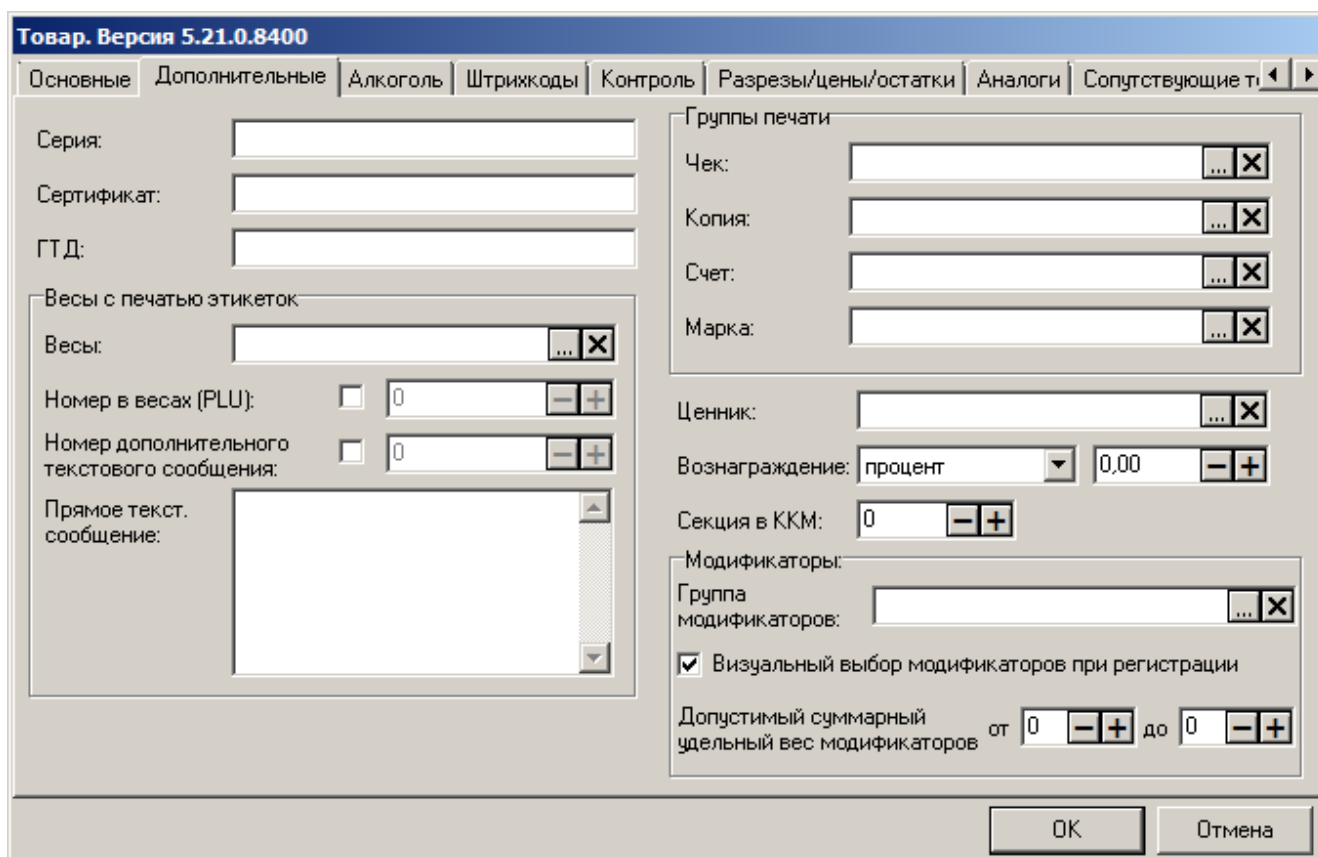 Товар. Версия 5.21.0.8400
Основные Дополнительные Алкоголь Штрихкоды Контроль Разрезы/цены/остатки Аналоги Сопутствующие т
Серия:
Сертификат:
ГТД:
Весы с печатью этикеток
Весы: ...
Номер в весах (PLU): 0
Номер дополнительного
текстового сообщения: 0
Прямое текст.
сообщение:
Группы печати
Чек: ...
Копия: ...
Счет: ...
Марка: ...
Ценник: ...
Вознаграждение: процент 0,00
Секция в ККМ: 0
Модификаторы:
Группа
модификаторов: ...
Визуальный выбор модификаторов при регистрации
Допустимый суммарный
удельный вес модификаторов от 0 до 0
OK Отмена